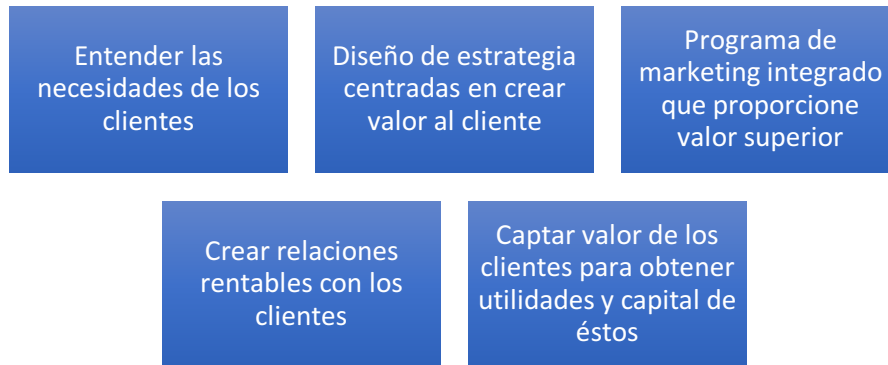 Entender las
necesidades de los
clientes
Diseño de estrategia
centradas en crear
valor al cliente
Programa de
marketing integrado
que proporcione
valor superior
Crear relaciones
rentables con los
clientes
Captar valor de los
clientes para obtener
utilidades y capital de
éstos